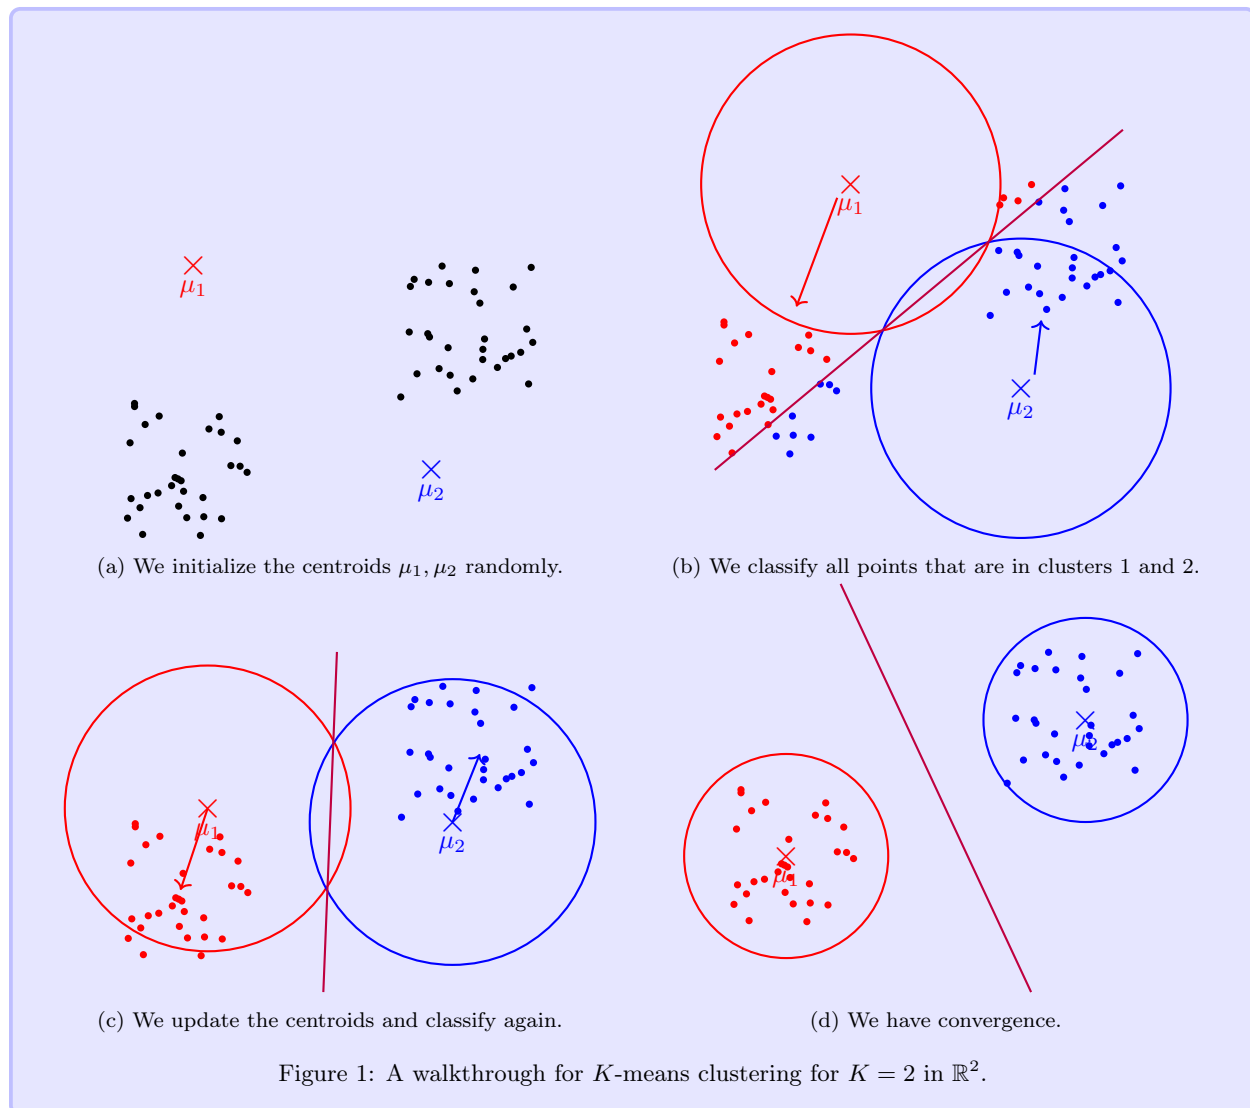 μ₁
μ₂
(a) We initialize the centroids μ₁, μ₂ randomly.
μ₁
μ₂
(b) We classify all points that are in clusters 1 and 2.
μ₁
μ₂
(c) We update the centroids and classify again.
μ₁
μ₂
(d) We have convergence.
Figure 1: A walkthrough for K-means clustering for K = 2 in ℝ².